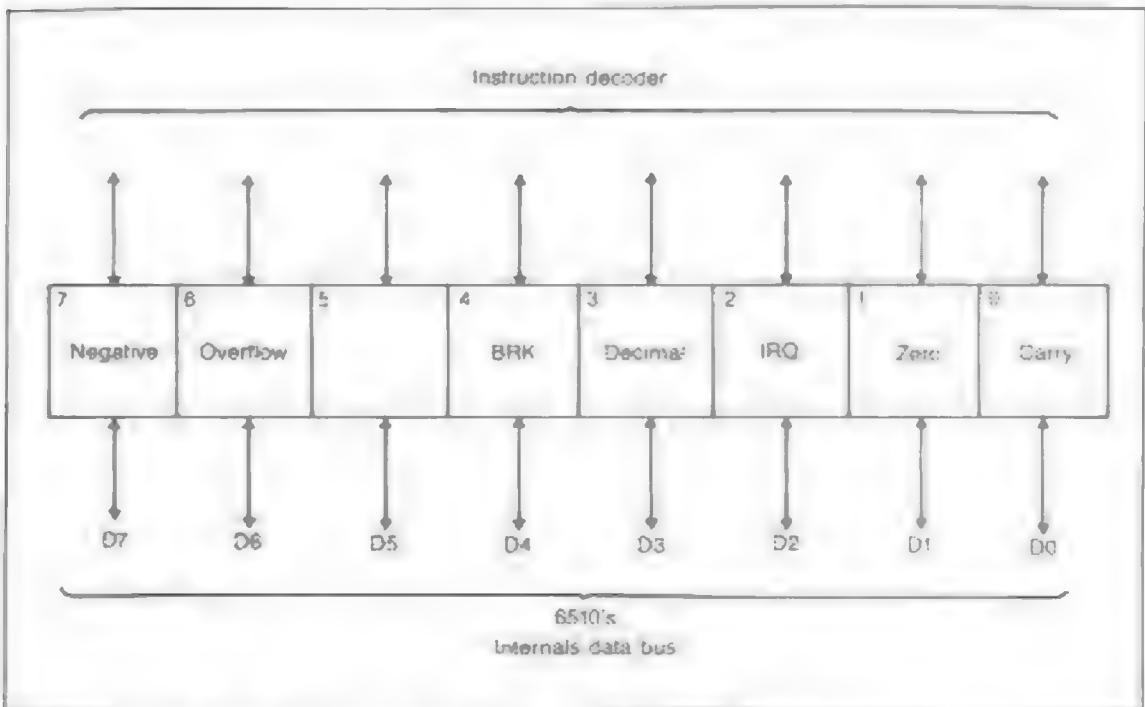 Instruction decoder
7 6 5 4 3 2 1 0
Negative Overflow BRK Decimal IRQ Zero Carry
D7 D6 D5 D4 D3 D2 D1 D0
6510's
Internals data bus